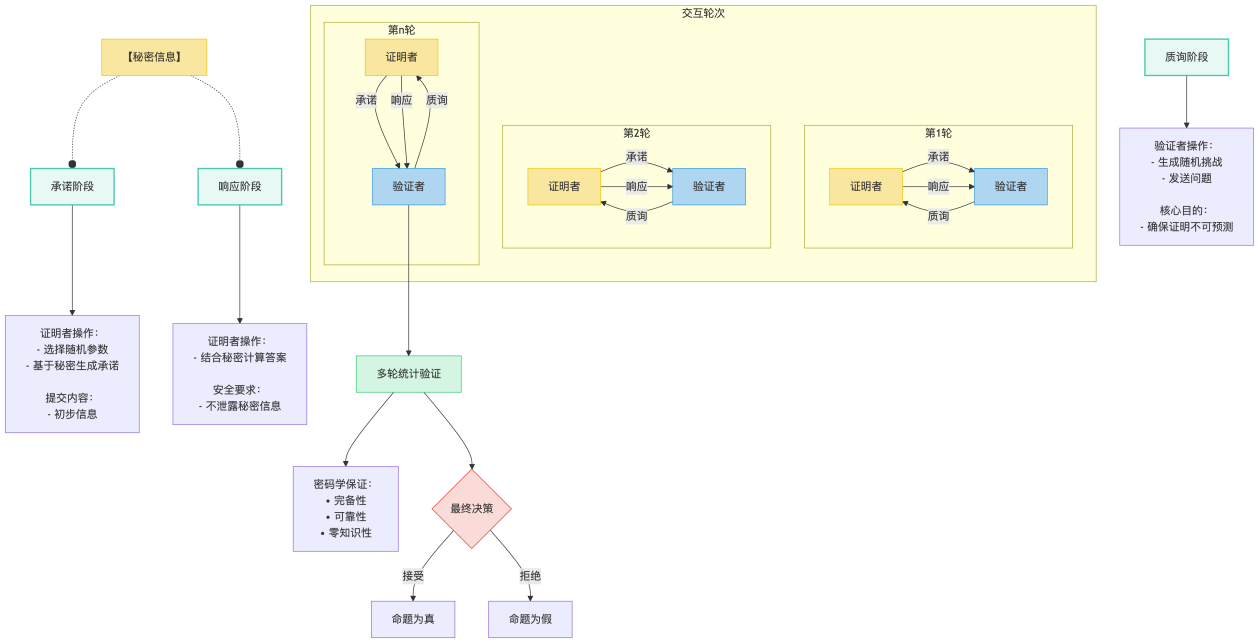 交互轮次
第n轮
证明者
承诺
响应
质询
验证者
第2轮
证明者
承诺
响应
质询
验证者
第1轮
证明者
承诺
响应
质询
验证者
【秘密信息】
承诺阶段
响应阶段
质询阶段
证明者操作：
- 选择随机参数
- 基于秘密生成承诺
提交内容：
- 初步信息
证明者操作：
- 结合秘密计算答案
安全要求：
- 不泄露秘密信息
验证者操作：
- 生成随机挑战
- 发送问题
核心目的：
- 确保证明不可预测
多轮统计验证
密码学保证：
• 完备性
• 可靠性
• 零知识性
最终决策
接受
拒绝
命题为真
命题为假